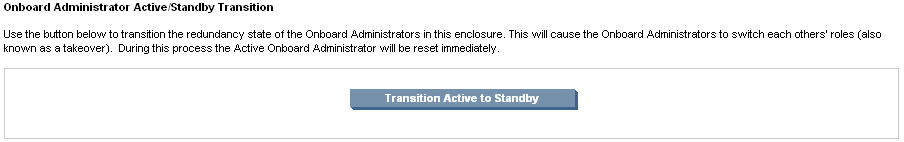 Onboard Administrator Active/Standby Transition
Use the button below to transition the redundancy state of the Onboard Administrators in this enclosure. This will cause the Onboard Administrators to switch each others' roles (also
known as a takeover).  During this process the Active Onboard Administrator will be reset immediately.
Transition Active to Standby